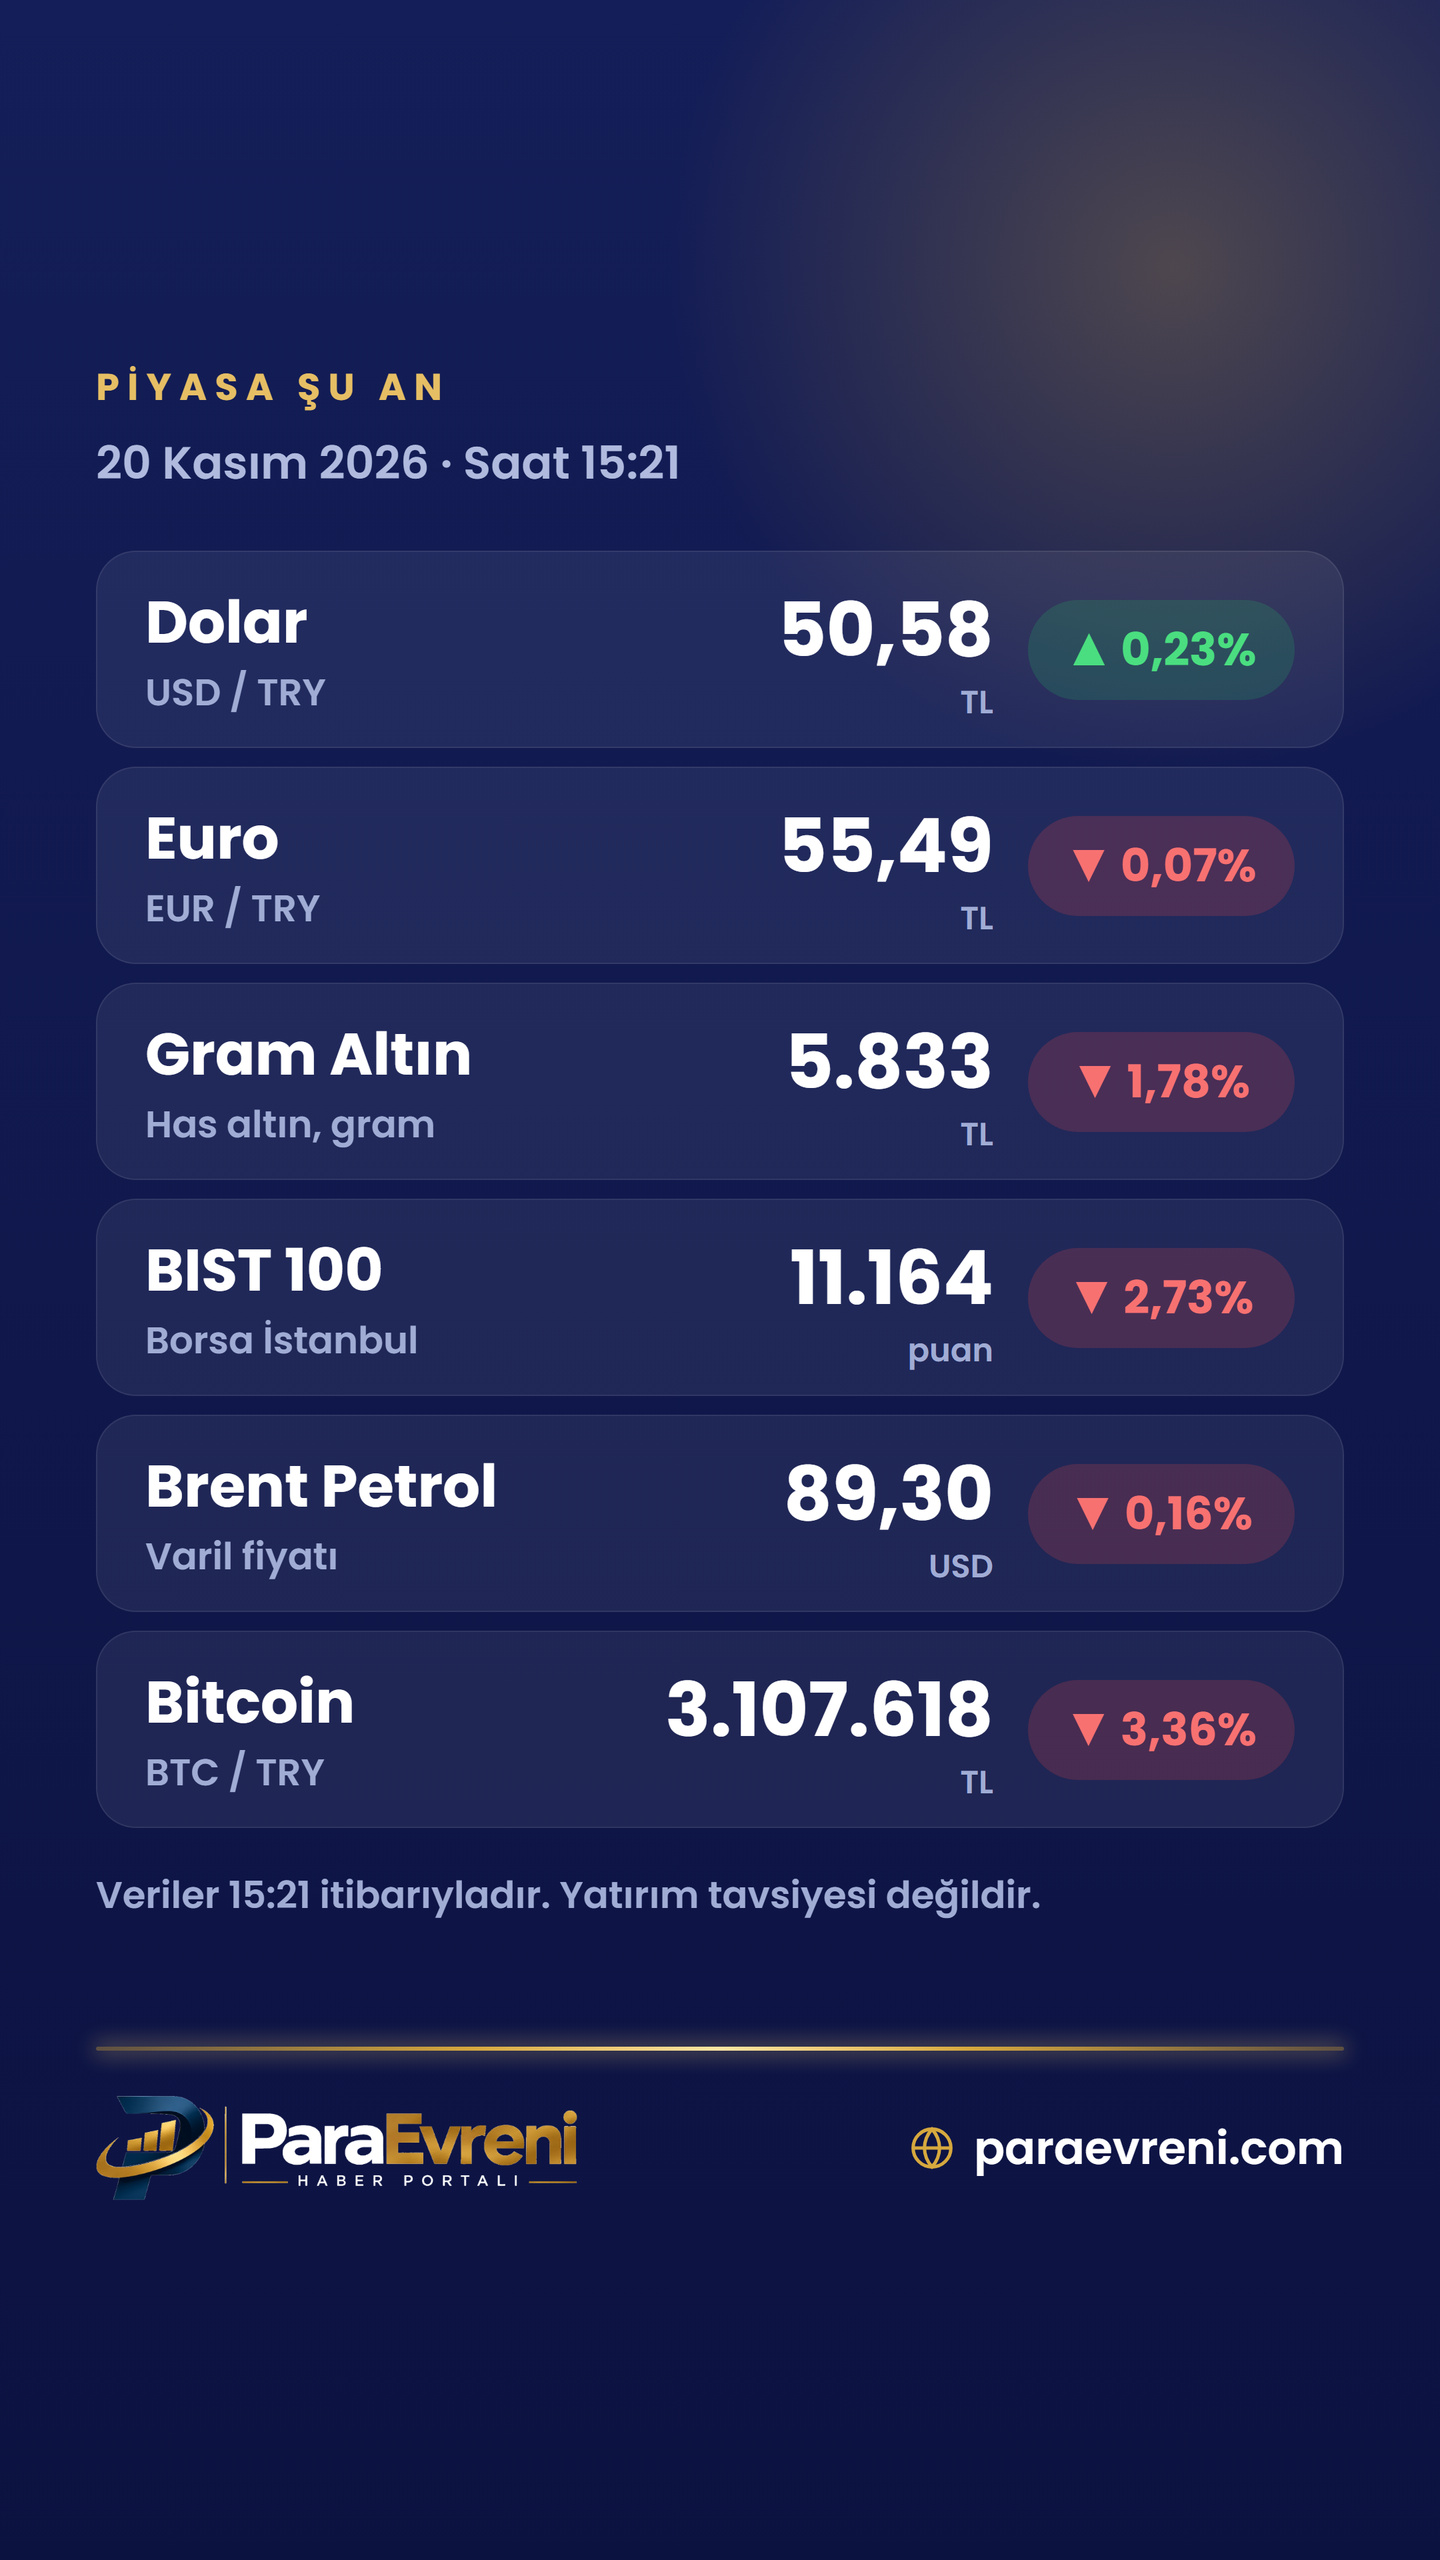 PİYASA ŞU AN
20 Kasım 2026 · Saat 15:21
Dolar
USD / TRY
50,58
TL
▲ 0,23%
Euro
EUR / TRY
55,49
TL
▼ 0,07%
Gram Altın
Has altın, gram
5.833
TL
▼ 1,78%
BIST 100
Borsa İstanbul
11.164
puan
▼ 2,73%
Brent Petrol
Varil fiyatı
89,30
USD
▼ 0,16%
Bitcoin
BTC / TRY
3.107.618
TL
▼ 3,36%
Veriler 15:21 itibarıyladır. Yatırım tavsiyesi değildir.
ParaEvreni
HABER PORTALI
paraevreni.com